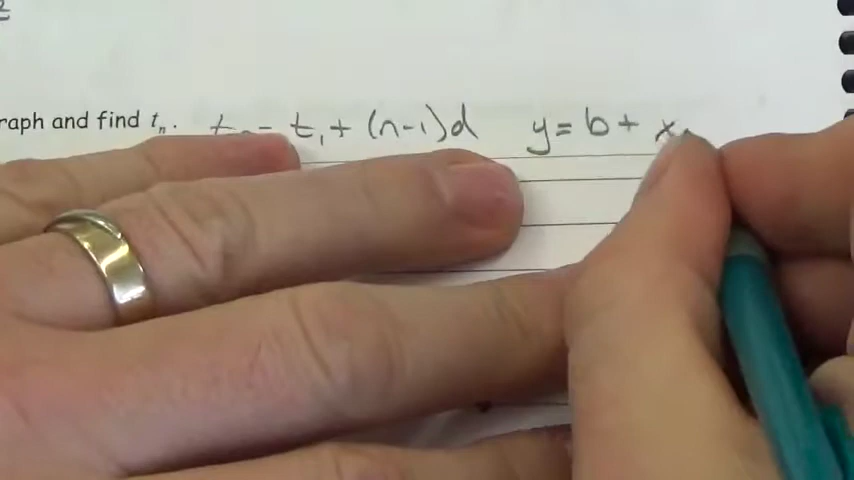 raph and find tₙ. tₙ = t₁ + (n-1)d y = b + x